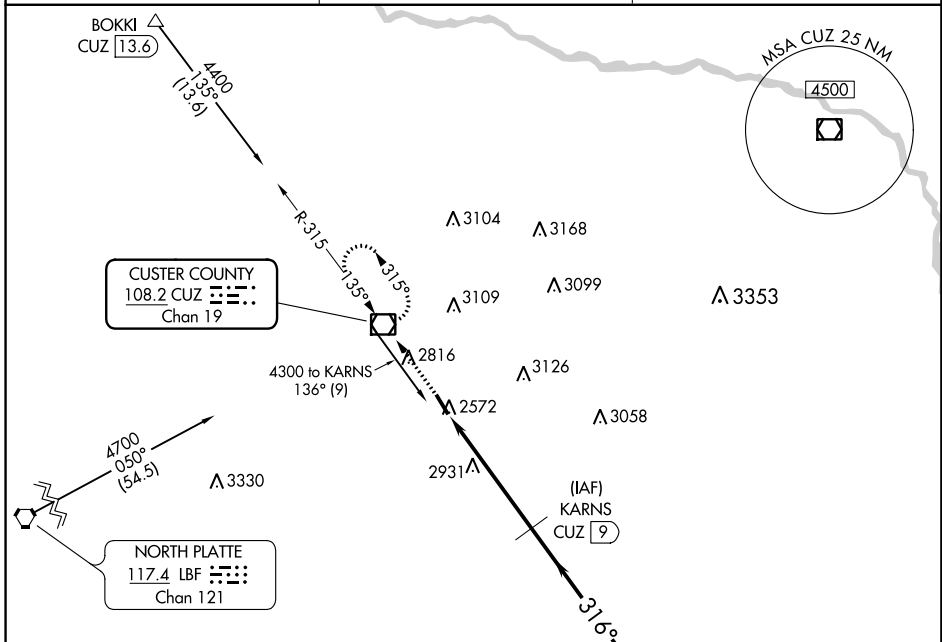 BOKKI
CUZ 13.6
4400
135°
(13.6)
MSA CUZ 25 NM
4500
R-315
135°
315°
3104
3168
CUSTER COUNTY
108.2 CUZ
Chan 19
3109
3099
3353
2816
4300 to KARNS
136° (9)
3126
2572
3058
4700
050°
(54.5)
3330
2931
(IAF)
KARNS
CUZ 9
NORTH PLATTE
117.4 LBF
Chan 121
316°